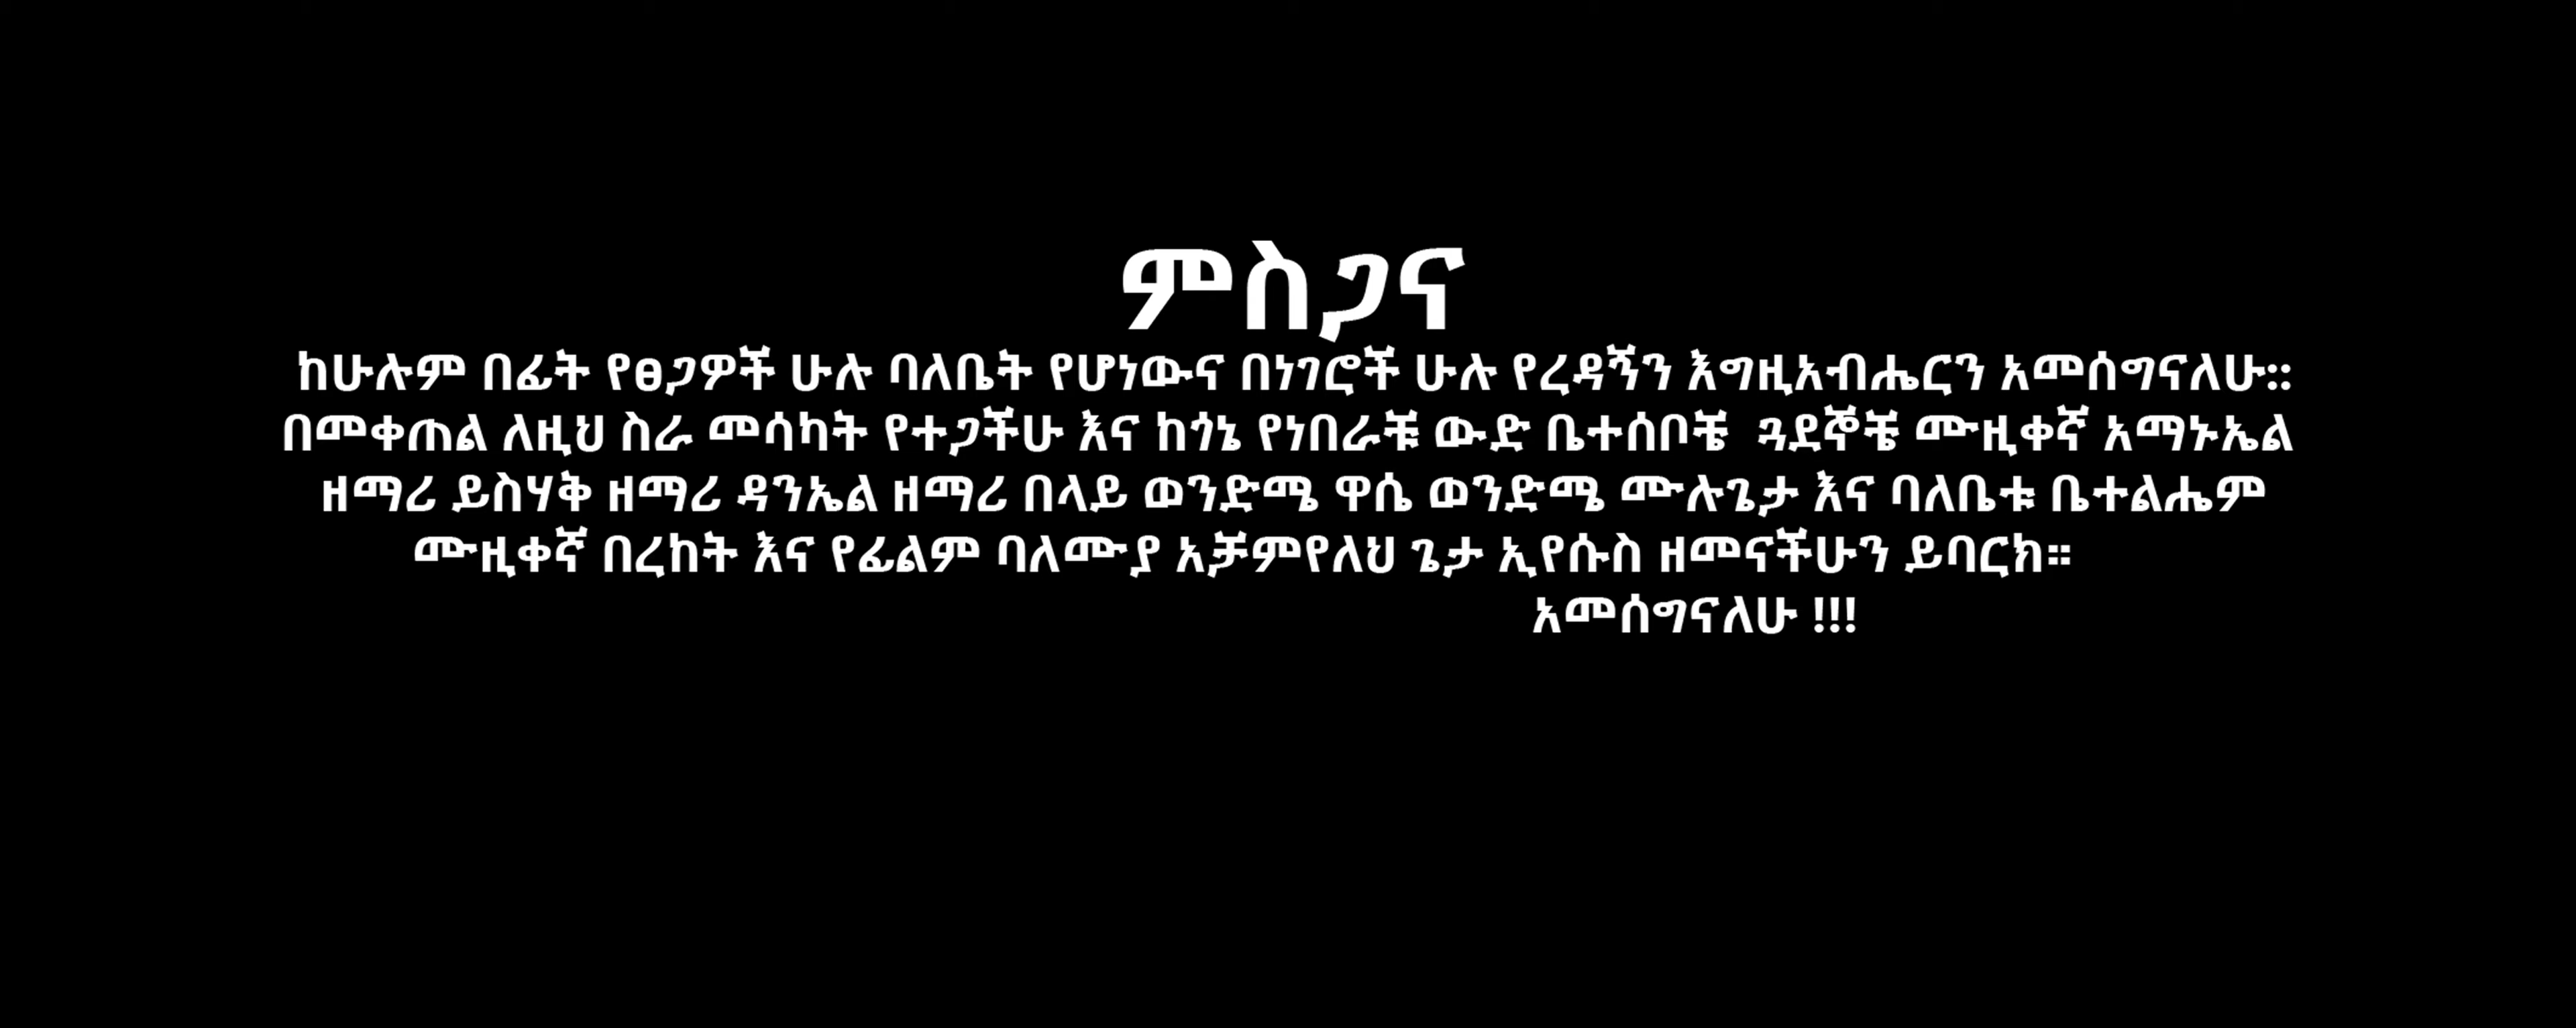 ምስጋና
ከሁሉም በፊት የፀጋዎች ሁሉ ባለቤት የሆነውና በነገሮች ሁሉ የረዳኝን እግዚአብሔርን አመሰግናለሁ።
በመቀጠል ለዚህ ስራ መሳካት የተጋችሁ እና ከጎኔ የነበራቹ ውድ ቤተሰቦቼ ጓደኞቼ ሙዚቀኛ አማኑኤል
ዘማሪ ይስሃቅ ዘማሪ ዳንኤል ዘማሪ በላይ ወንድሜ ዋሴ ወንድሜ ሙሉጌታ እና ባለቤቱ ቤተልሔም
ሙዚቀኛ በረከት እና የፊልም ባለሙያ አቻምየለህ ጌታ ኢየሱስ ዘመናችሁን ይባርክ።
አመሰግናለሁ !!!